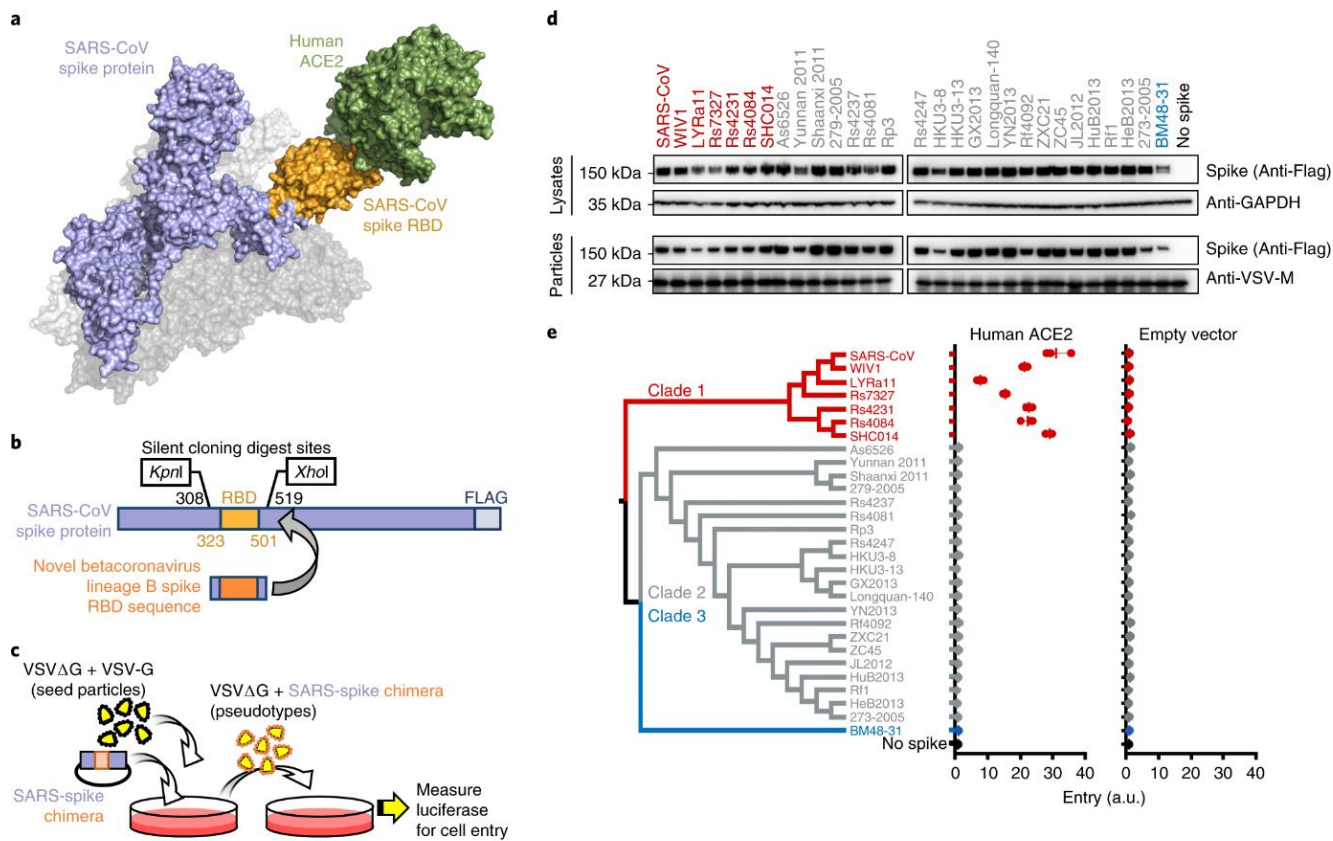 a
SARS-CoV
spike protein
Human
ACE2
SARS-CoV
spike RBD
b
Silent cloning digest sites
KpnI
XhoI
308
RBD
519
FLAG
SARS-CoV
spike protein
323
501
Novel betacoronavirus
lineage B spike
RBD sequence
c
VSVΔG + VSV-G
(seed particles)
VSVΔG + SARS-spike chimera
(pseudotypes)
SARS-spike
chimera
Measure
luciferase
for cell entry
d
SARS-CoV
WIV1
LYRa11
Rs7327
Rs4231
Rs4084
SHC014
As6526
Yunnan 2011
Shaanxi 2011
279-2005
Rs4237
Rs4081
Rp3
Rs4247
HKU3-8
HKU3-13
GX2013
Longquan-140
YN2013
Rf4092
ZXC21
ZC45
JL2012
HuB2013
Rf1
HeB2013
273-2005
BM48-31
No spike
Lysates
150 kDa
Spike (Anti-Flag)
35 kDa
Anti-GAPDH
Particles
150 kDa
Spike (Anti-Flag)
27 kDa
Anti-VSV-M
e
Human ACE2
Empty vector
Clade 1
SARS-CoV
WIV1
LYRa11
Rs7327
Rs4231
Rs4084
SHC014
As6526
Yunnan 2011
Shaanxi 2011
279-2005
Rs4237
Rs4081
Rp3
Rs4247
HKU3-8
HKU3-13
GX2013
Longquan-140
Clade 2
Clade 3
YN2013
Rf4092
ZXC21
ZC45
JL2012
HuB2013
Rf1
HeB2013
273-2005
BM48-31
No spike
0 10 20 30 40
0 10 20 30 40
Entry (a.u.)